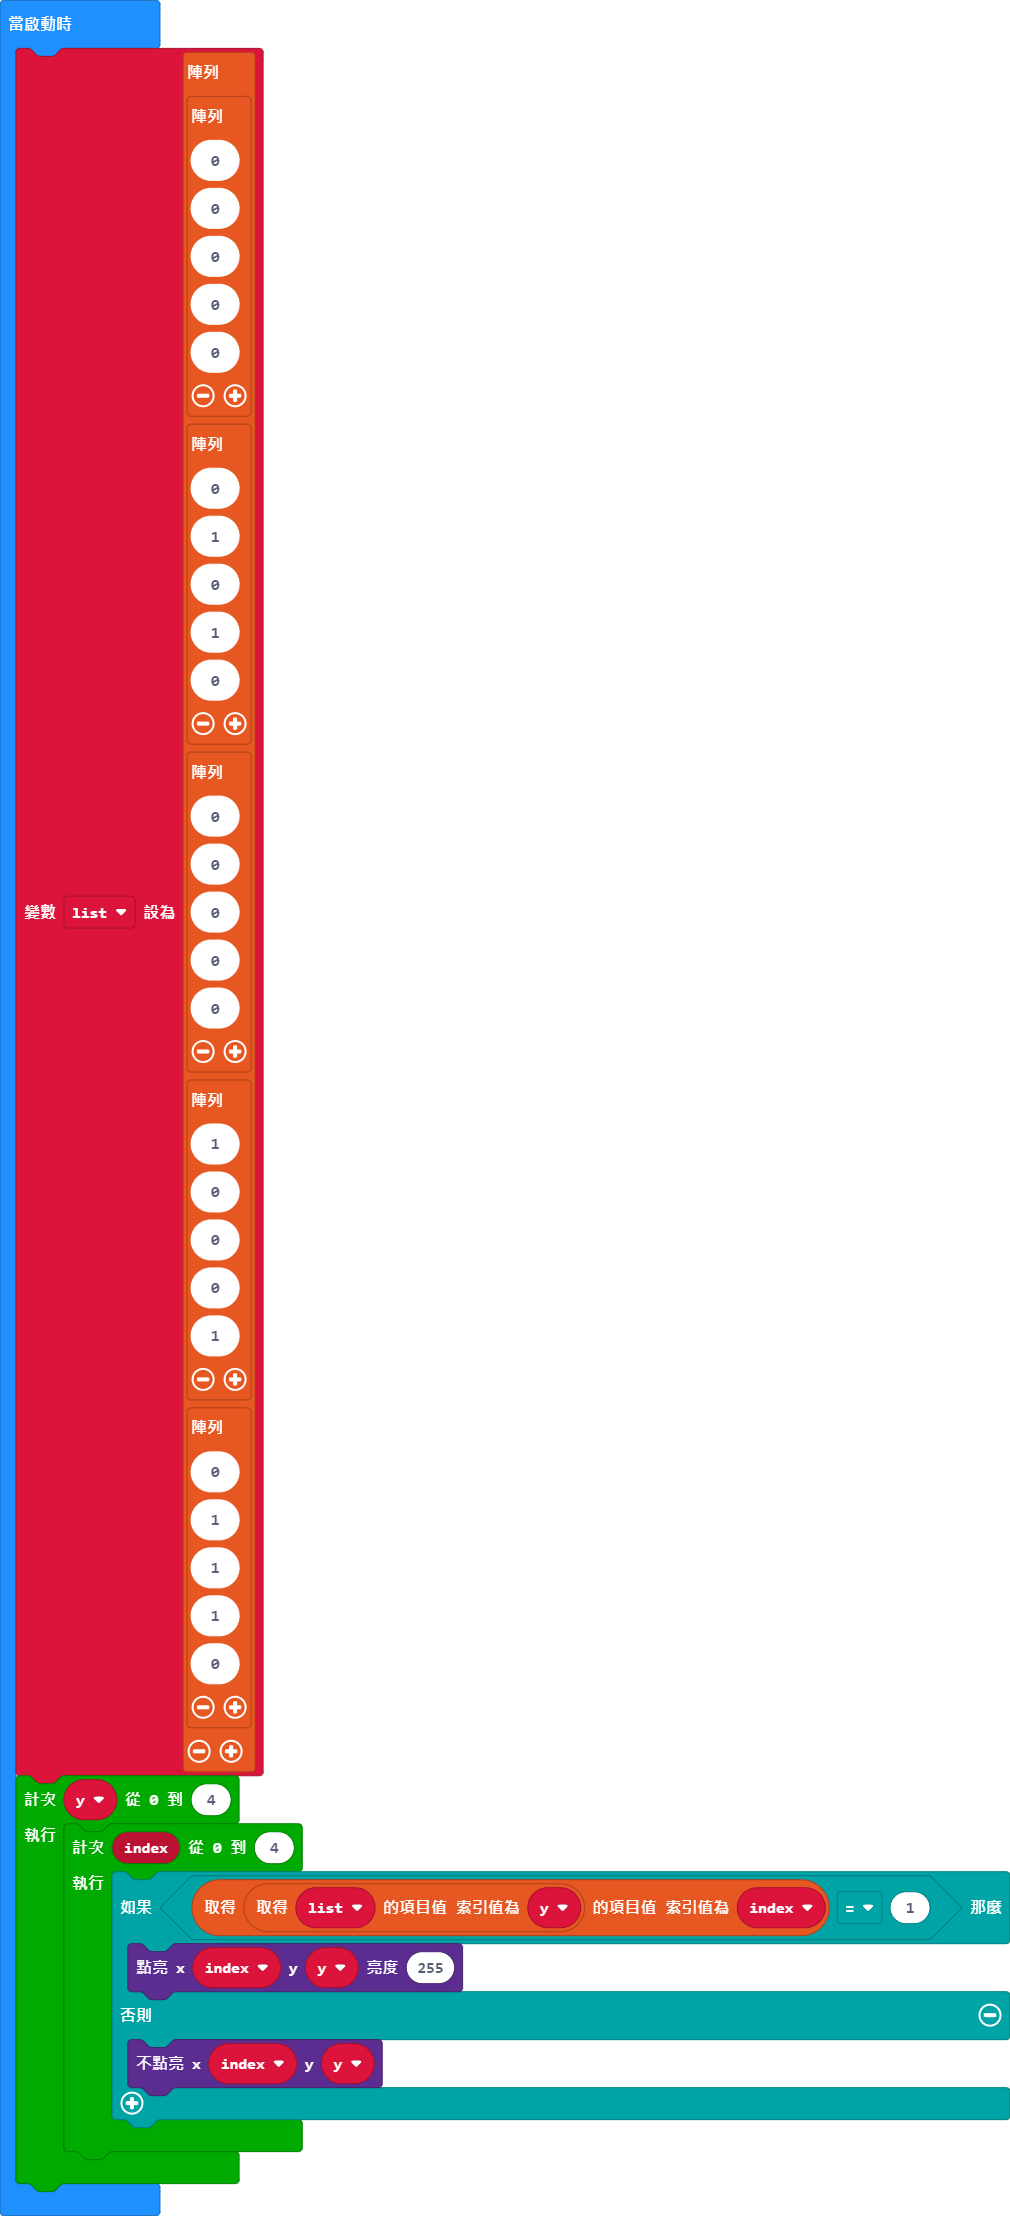 當啟動時
陣列
陣列
0
0
0
0
0
陣列
0
1
0
1
0
陣列
0
0
變數 list 設為 0
0
0
陣列
1
0
0
0
1
陣列
0
1
1
1
0
計次 y 從 0 到 4
執行 計次 index 從 0 到 4
執行 如果 取得 取得 list 的項目值 索引值為 y 的項目值 索引值為 index = 1 那麼
點亮 x index y y 亮度 255
否則
不點亮 x index y y